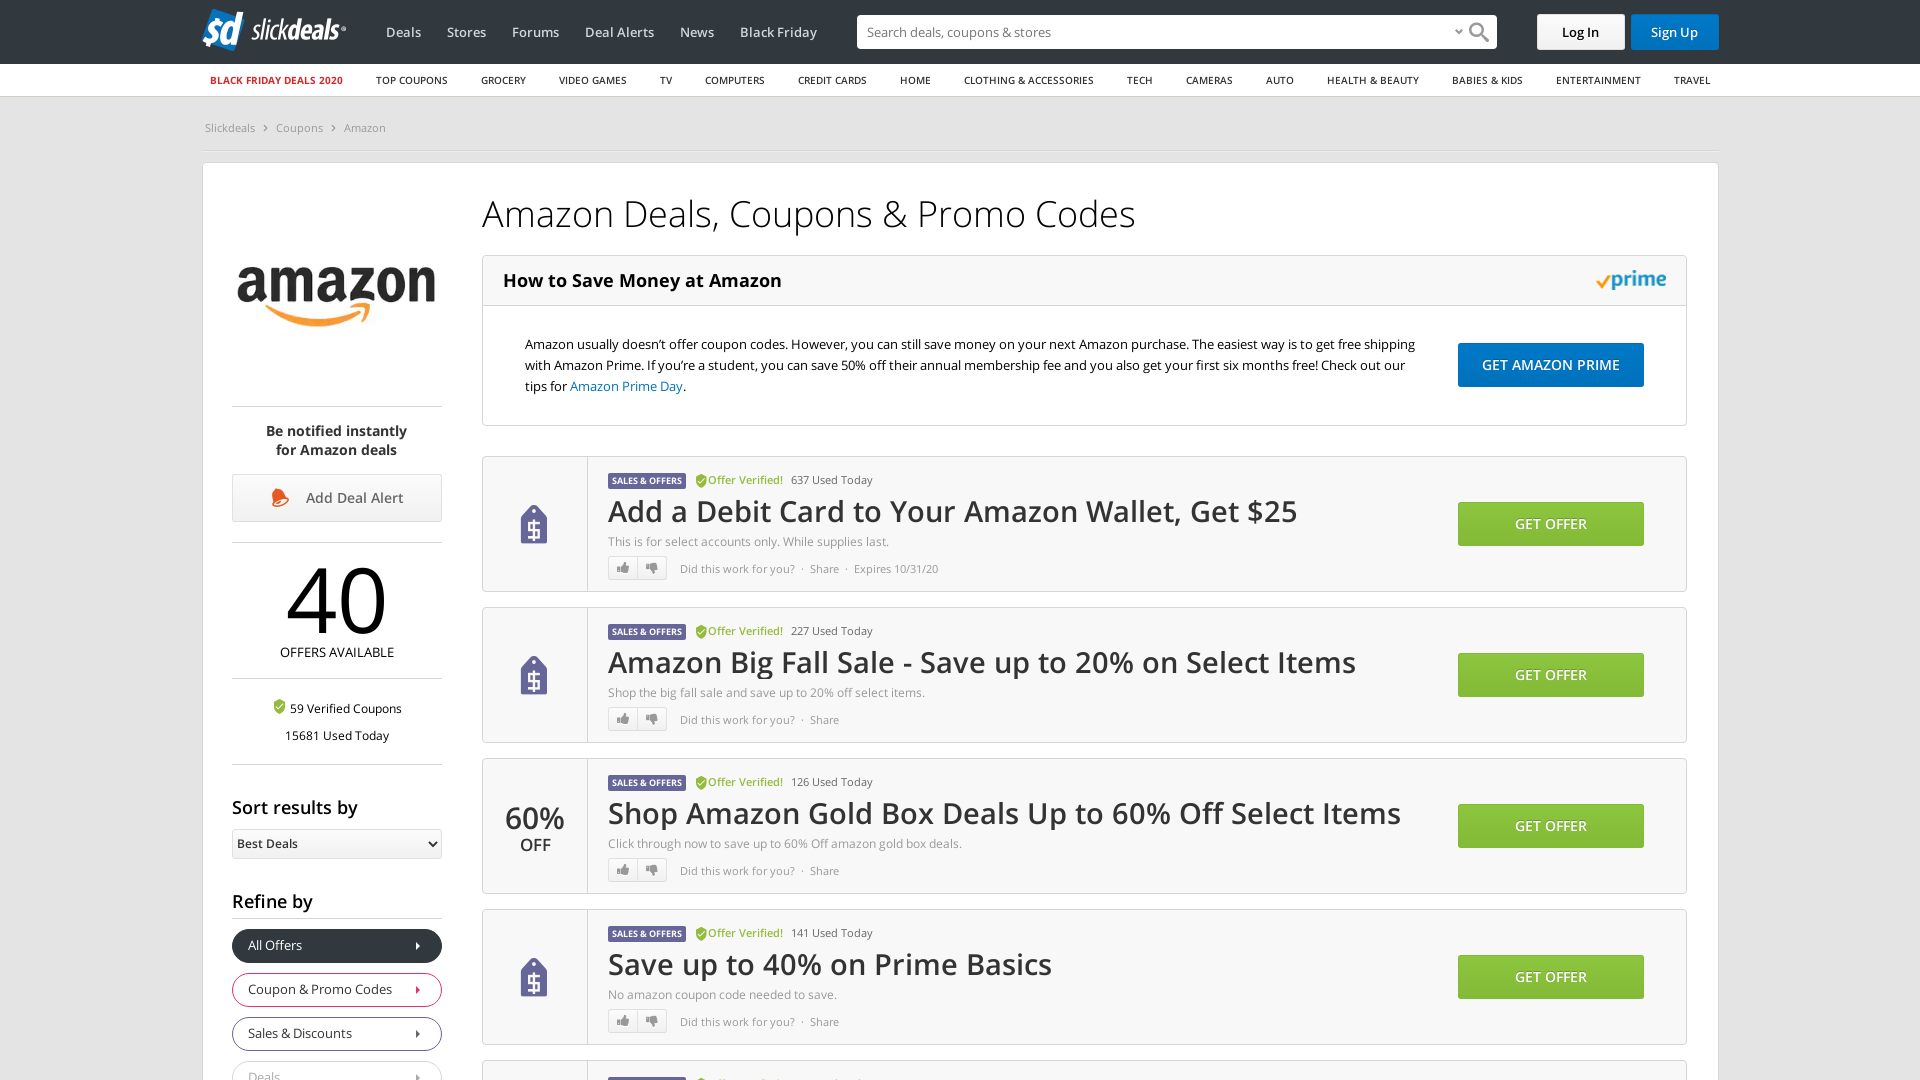 slickdeals
Deals Stores Forums Deal Alerts News Black Friday
Search deals, coupons & stores
Log In
Sign Up
BLACK FRIDAY DEALS 2020 TOP COUPONS GROCERY VIDEO GAMES TV COMPUTERS CREDIT CARDS HOME CLOTHING & ACCESSORIES TECH CAMERAS AUTO HEALTH & BEAUTY BABIES & KIDS ENTERTAINMENT TRAVEL
Slickdeals > Coupons > Amazon
amazon
Be notified instantly
for Amazon deals
Add Deal Alert
40
OFFERS AVAILABLE
59 Verified Coupons
15681 Used Today
Sort results by
Best Deals
Refine by
All Offers
Coupon & Promo Codes
Sales & Discounts
Deals
Amazon Deals, Coupons & Promo Codes
How to Save Money at Amazon
prime
Amazon usually doesn’t offer coupon codes. However, you can still save money on your next Amazon purchase. The easiest way is to get free shipping
with Amazon Prime. If you’re a student, you can save 50% off their annual membership fee and you also get your first six months free! Check out our
tips for Amazon Prime Day.
GET AMAZON PRIME
SALES & OFFERS Offer Verified! 637 Used Today
Add a Debit Card to Your Amazon Wallet, Get $25
This is for select accounts only. While supplies last.
Did this work for you? · Share · Expires 10/31/20
GET OFFER
SALES & OFFERS Offer Verified! 227 Used Today
Amazon Big Fall Sale - Save up to 20% on Select Items
Shop the big fall sale and save up to 20% off select items.
Did this work for you? · Share
GET OFFER
60%
OFF
SALES & OFFERS Offer Verified! 126 Used Today
Shop Amazon Gold Box Deals Up to 60% Off Select Items
Click through now to save up to 60% Off amazon gold box deals.
Did this work for you? · Share
GET OFFER
SALES & OFFERS Offer Verified! 141 Used Today
Save up to 40% on Prime Basics
No amazon coupon code needed to save.
Did this work for you? · Share
GET OFFER